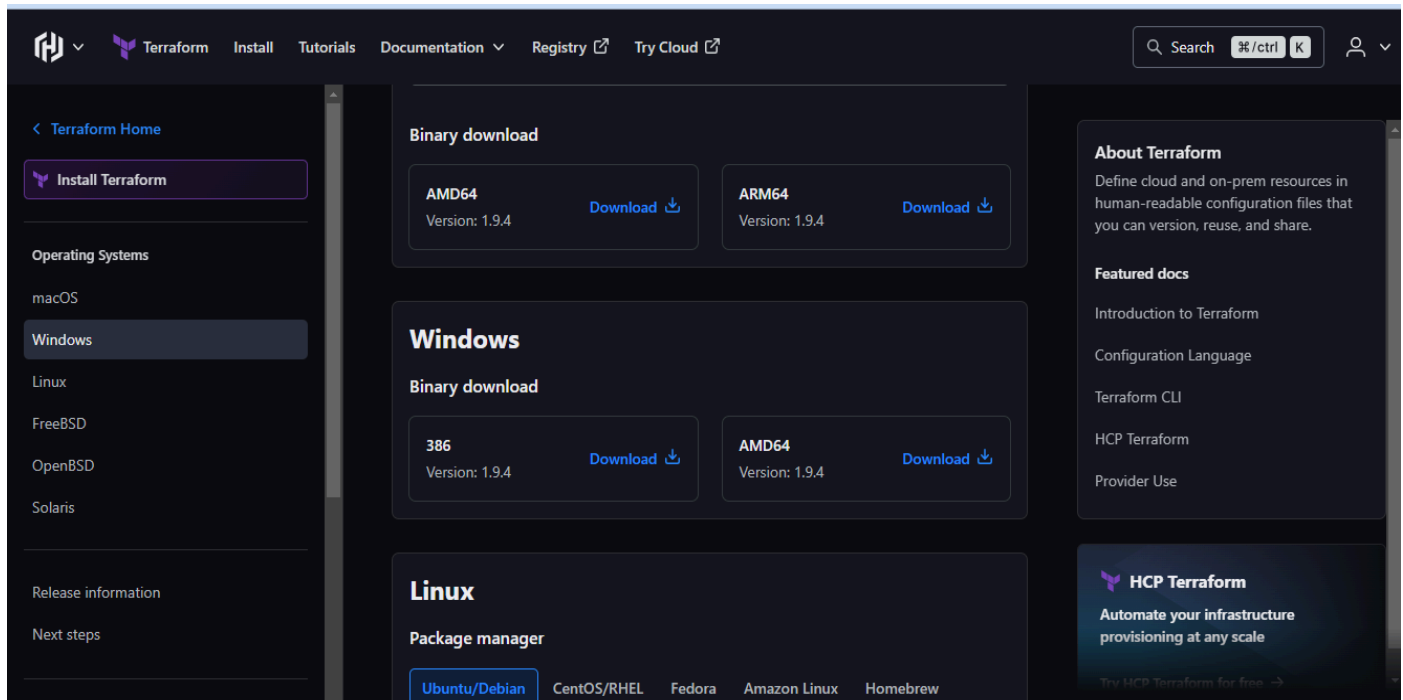 Terraform Install Tutorials Documentation Registry Try Cloud Search ⌘/ctrl K
Terraform Home
Install Terraform
Operating Systems
macOS
Windows
Linux
FreeBSD
OpenBSD
Solaris
Release information
Next steps
Binary download
AMD64
Version: 1.9.4
Download
ARM64
Version: 1.9.4
Download
Windows
Binary download
386
Version: 1.9.4
Download
AMD64
Version: 1.9.4
Download
Linux
Package manager
Ubuntu/Debian CentOS/RHEL Fedora Amazon Linux Homebrew
About Terraform
Define cloud and on-prem resources in
human-readable configuration files that
you can version, reuse, and share.
Featured docs
Introduction to Terraform
Configuration Language
Terraform CLI
HCP Terraform
Provider Use
HCP Terraform
Automate your infrastructure
provisioning at any scale
Try HCP Terraform for free →